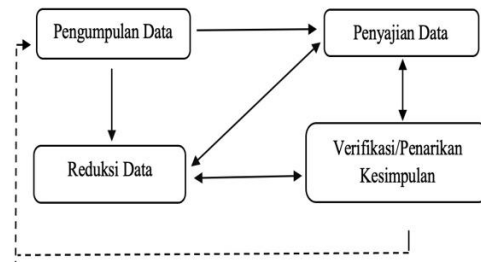 Pengumpulan Data
Penyajian Data
Reduksi Data
Verifikasi/Penarikan
Kesimpulan